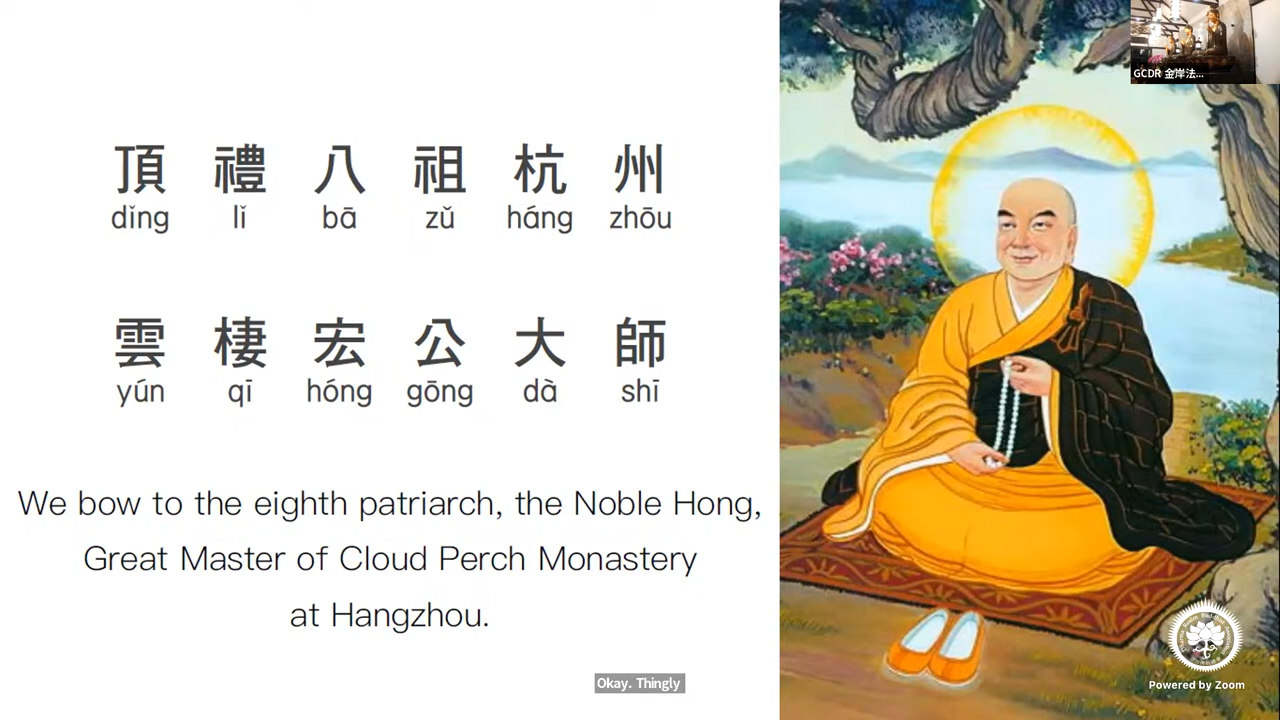 頂 禮 八 祖 杭 州
dǐng lǐ bā zǔ háng zhōu
雲 棲 宏 公 大 師
yún qī hóng gōng dà shī
We bow to the eighth patriarch, the Noble Hong,
Great Master of Cloud Perch Monastery
at Hangzhou.
Okay. Thingly
GCDR 金岸法...
Powered by Zoom